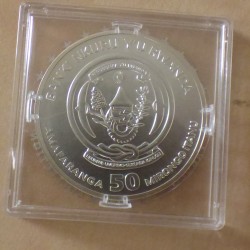 BANKI NKURU Y'U RWANDA
AMAFARANGA 50 MIRONGO ITANU